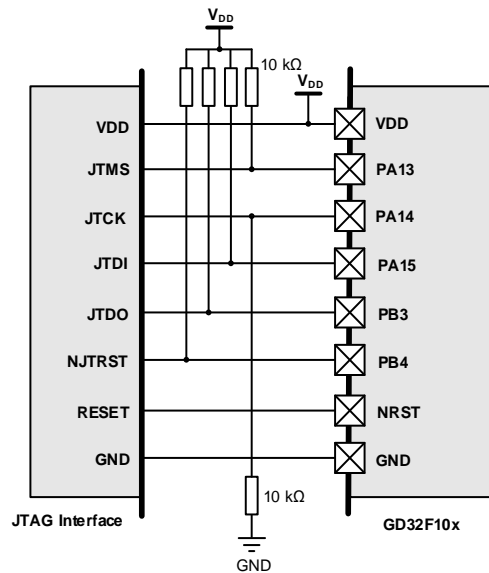 VDD
10 kΩ
VDD
VDD
VDD
JTMS
PA13
JTCK
PA14
JTDI
PA15
JTDO
PB3
NJTRST
PB4
RESET
NRST
GND
GND
10 kΩ
JTAG Interface
GD32F10x
GND